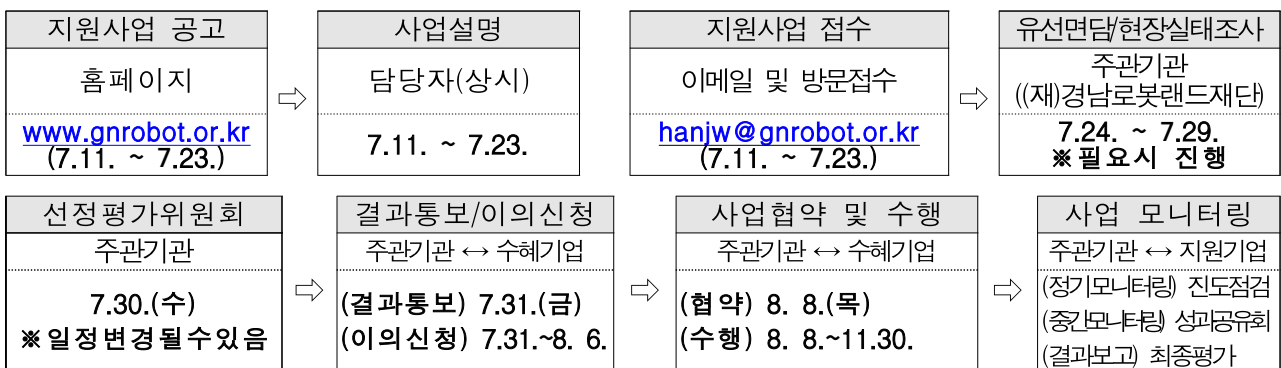 지원사업 공고
홈페이지
www.gnrobot.or.kr
(7.11. ~ 7.23.)
⇨
사업설명
담당자(상시)
7.11. ~ 7.23.
지원사업 접수
이메일 및 방문접수
hanjw@gnrobot.or.kr
(7.11. ~ 7.23.)
⇨
유선면담/현장실태조사
주관기관
((재)경남로봇랜드재단)
7.24. ~ 7.29.
※필요시 진행
선정평가위원회
주관기관
7.30.(수)
※일정변경될수있음
⇨
결과통보/이의신청
주관기관 ↔ 수혜기업
(결과통보) 7.31.(금)
(이의신청) 7.31.~8. 6.
⇨
사업협약 및 수행
주관기관 ↔ 수혜기업
(협약) 8. 8.(목)
(수행) 8. 8.~11.30.
⇨
사업 모니터링
주관기관 ↔ 지원기업
(정기모니터링) 진도점검
(중간모니터링) 성과공유회
(결과보고) 최종평가